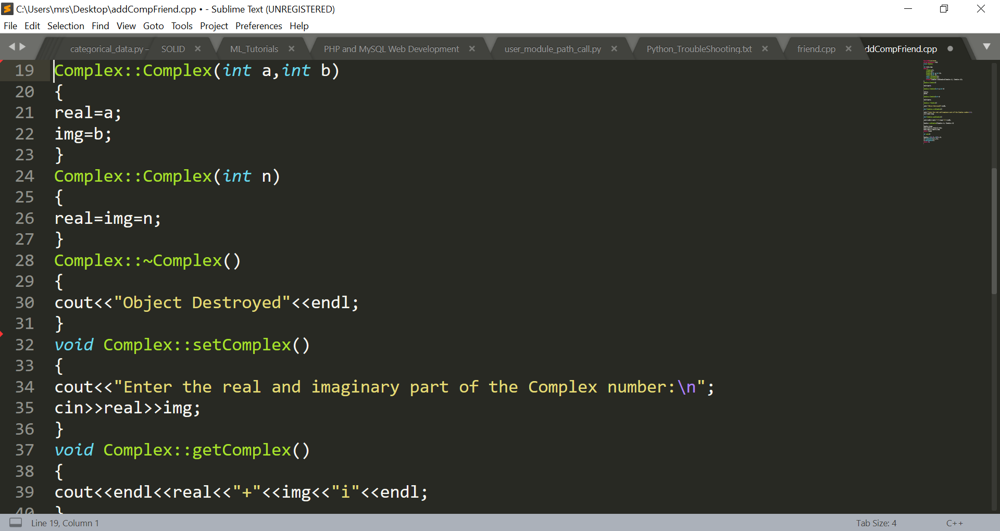 C:\Users\mrs\Desktop\addCompFriend.cpp • - Sublime Text (UNREGISTERED)
File Edit Selection Find View Goto Tools Project Preferences Help
categorical_data.py – SOLID × ML_Tutorials × PHP and MySQL Web Development × user_module_path_call.py × Python_TroubleShooting.txt × friend.cpp × ddCompFriend.cpp
19 Complex::Complex(int a,int b)
20 {
21 real=a;
22 img=b;
23 }
24 Complex::Complex(int n)
25 {
26 real=img=n;
27 }
28 Complex::~Complex()
29 {
30 cout<<"Object Destroyed"<<endl;
31 }
32 void Complex::setComplex()
33 {
34 cout<<"Enter the real and imaginary part of the Complex number:\n";
35 cin>>real>>img;
36 }
37 void Complex::getComplex()
38 {
39 cout<<endl<<real<<"+"<<img<<"i"<<endl;
40 }
Line 19, Column 1 Tab Size: 4 C++